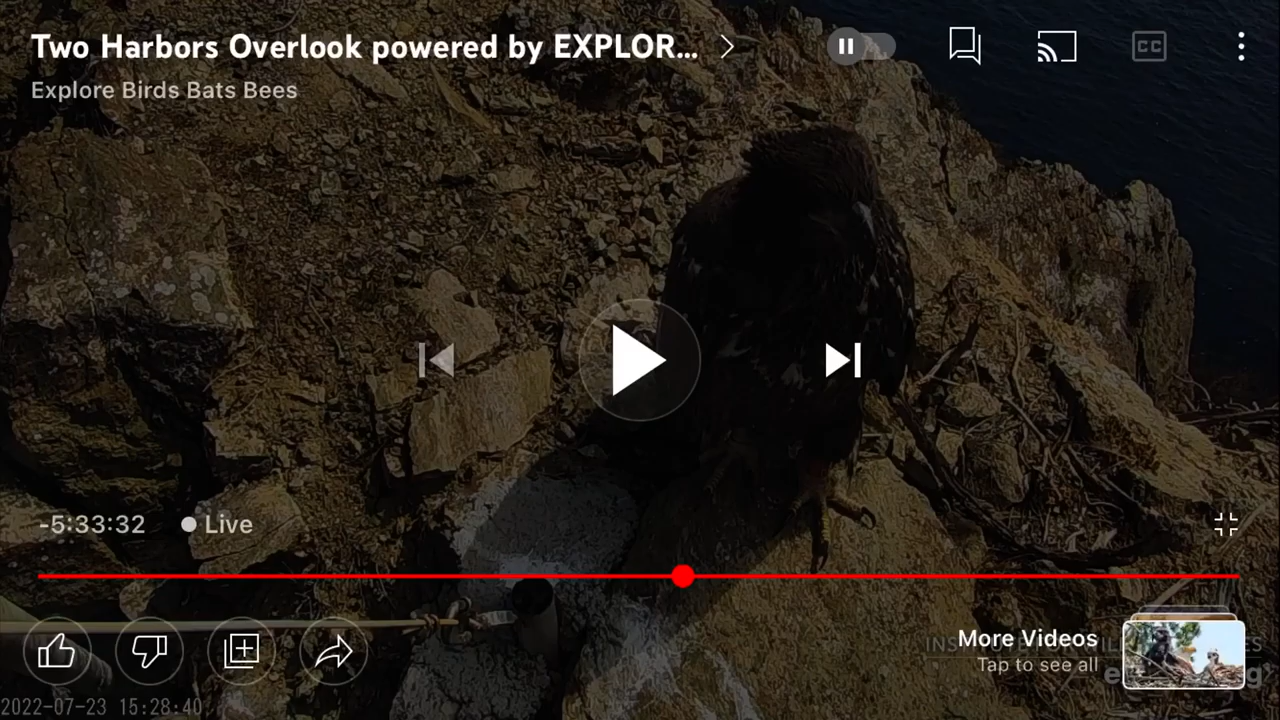 Two Harbors Overlook powered by EXPLOR...
Explore Birds Bats Bees
CC
-5:33:32
Live
More Videos
Tap to see all
2022-07-23 15:28:40